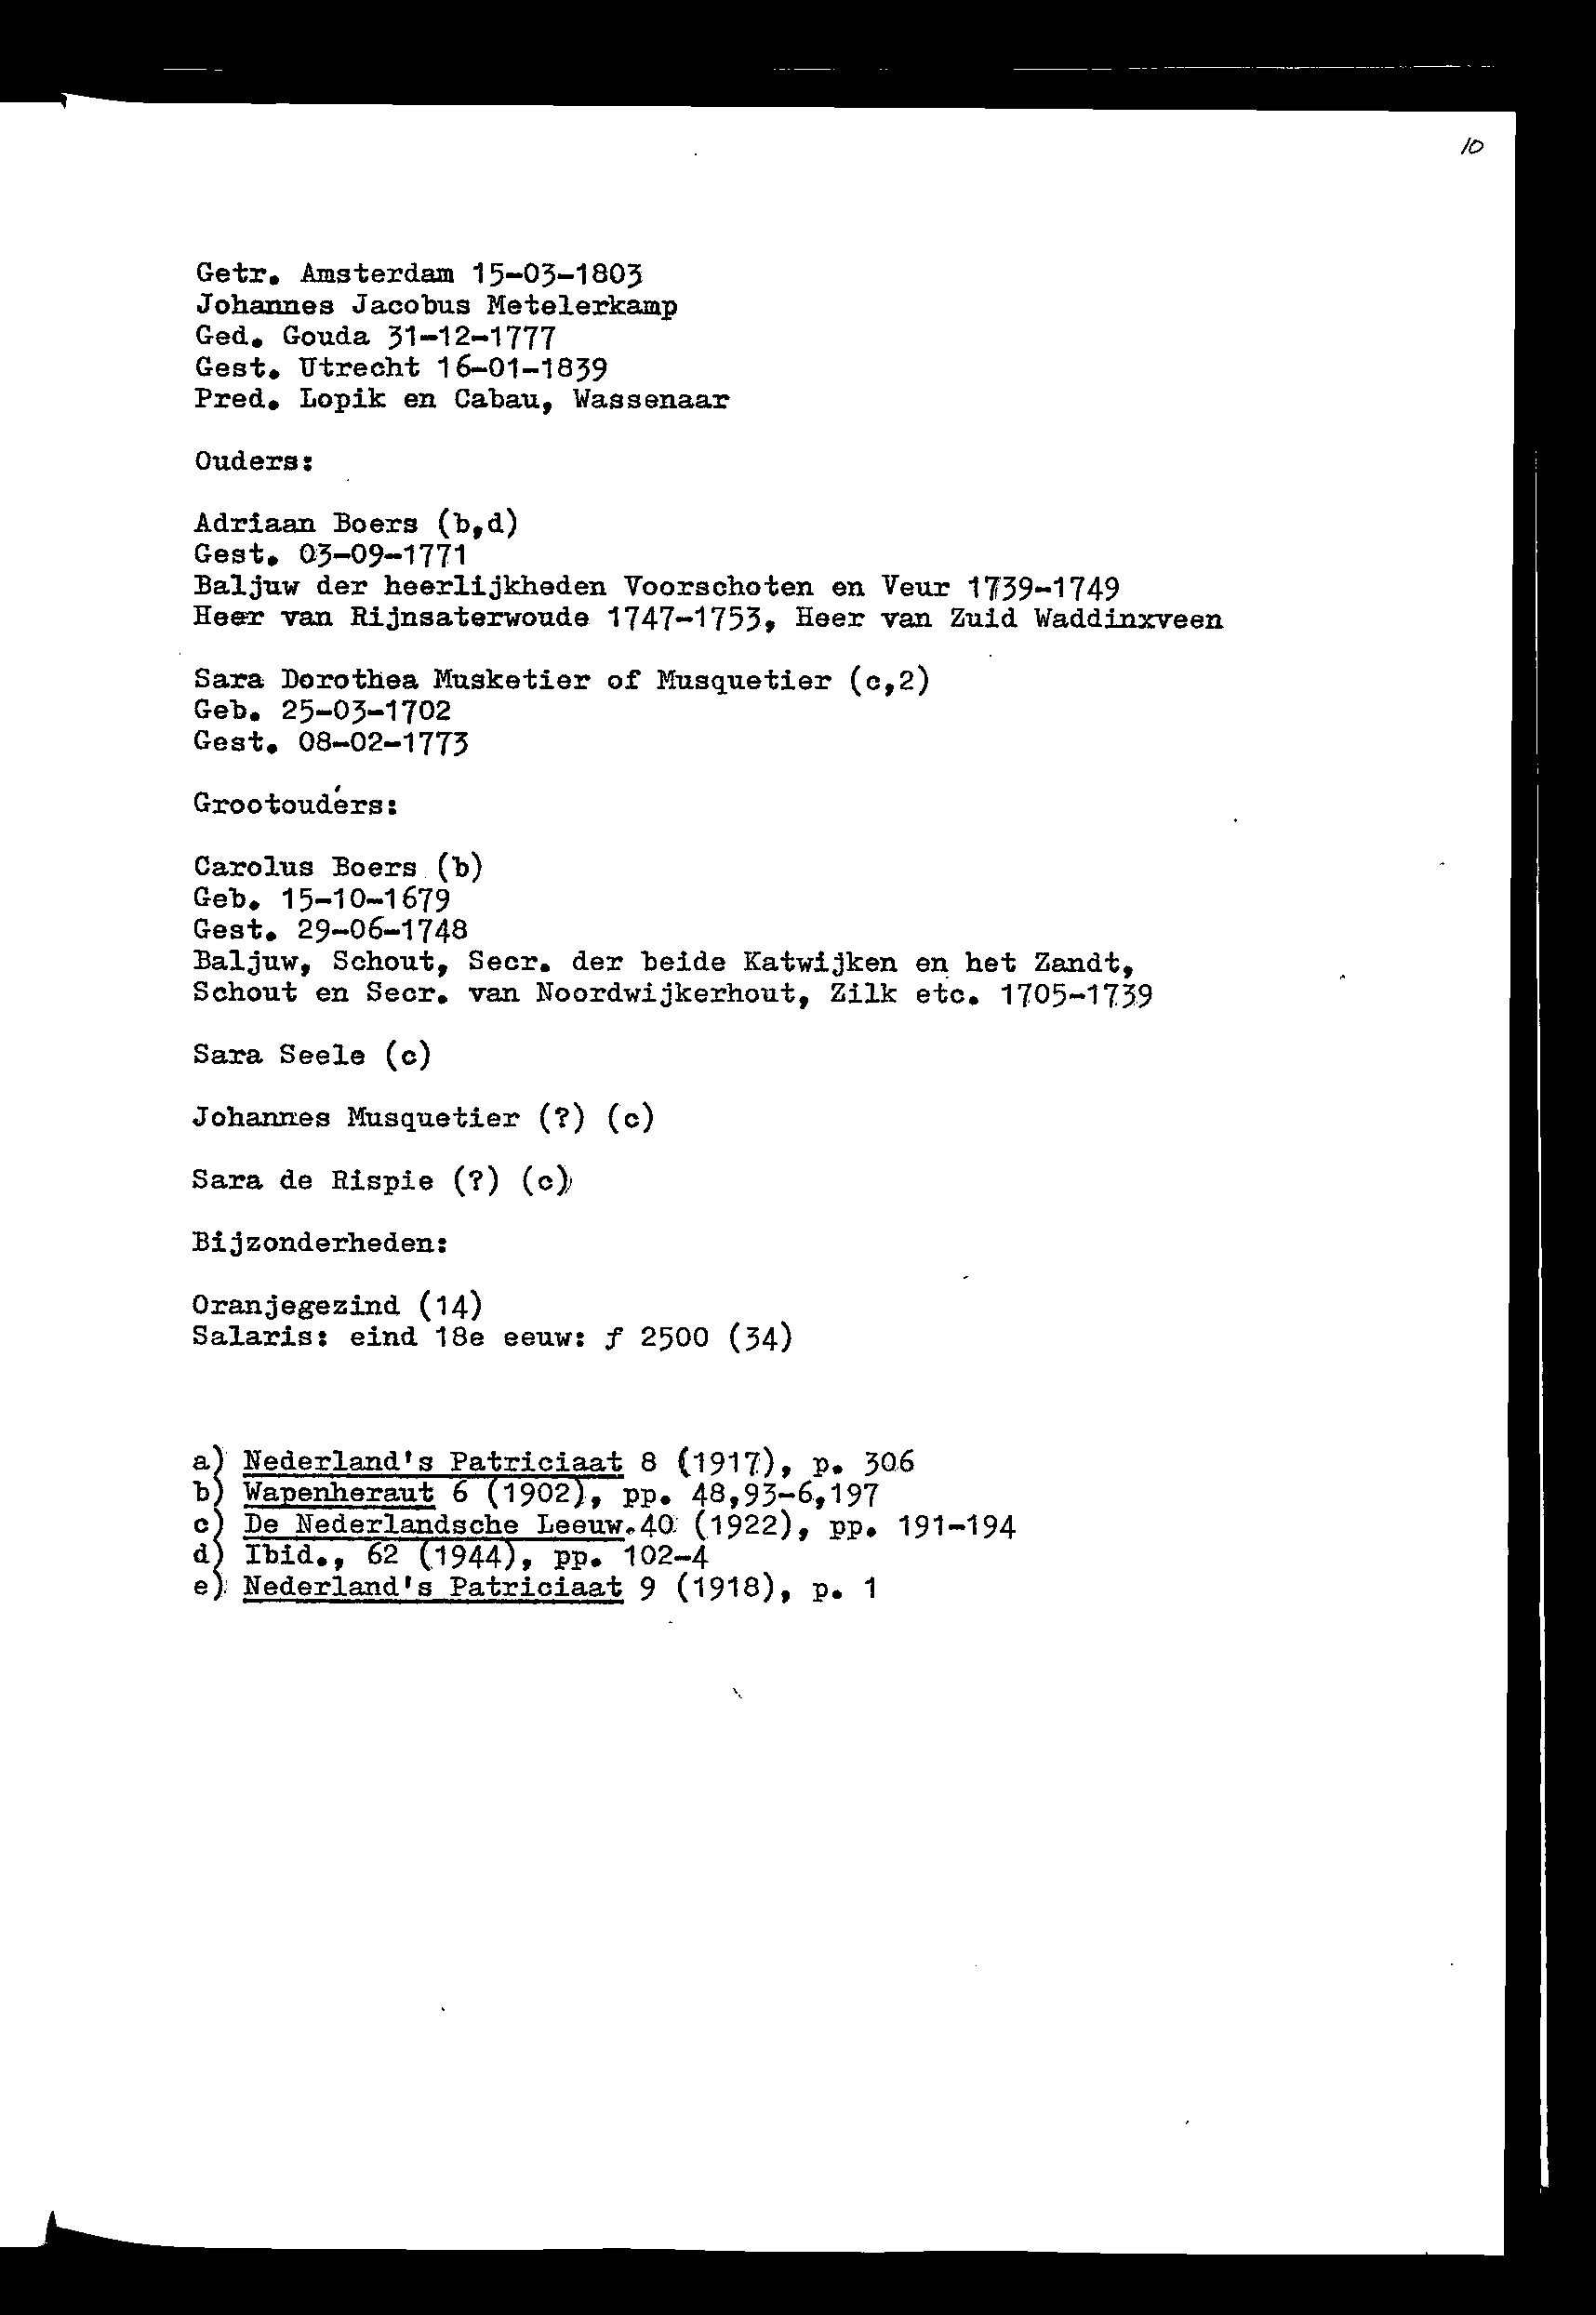 10
Getr. Amsterdam 15-03-1803
Johannes Jacobus Metelerkamp
Ged. Gouda 31-12-1777
Gest. Utrecht 16-01-1839
Pred. Lopik en Cabau, Wassenaar
Ouders:
Adriaan Boers (b,d)
Gest. 03-09-1771
Baljuw der heerlijkheden Voorschoten en Veur 1739-1749
Heer van Rijnsaterwoude 1747-1753, Heer van Zuid Waddinxveen
Sara Dorothea Musketier of Musquetier (c,2)
Geb. 25-03-1702
Gest. 08-02-1773
Grootouders:
Carolus Boers (b)
Geb. 15-10-1679
Gest. 29-06-1748
Baljuw, Schout, Secr. der beide Katwijken en het Zandt,
Schout en Secr. van Noordwijkerhout, Zilk etc. 1705-1739
Sara Seele (c)
Johannes Musquetier (?) (c)
Sara de Rispie (?) (c)
Bijzonderheden:
Oranjegezind (14)
Salaris: eind 18e eeuw: ƒ 2500 (34)
a) Nederland's Patriciaat 8 (1917), p. 306
b) Wapenheraut 6 (1902), pp. 48,93-6,197
c) De Nederlandsche Leeuw.40 (1922), pp. 191-194
d) Ibid., 62 (1944), pp. 102-4
e) Nederland's Patriciaat 9 (1918), p. 1